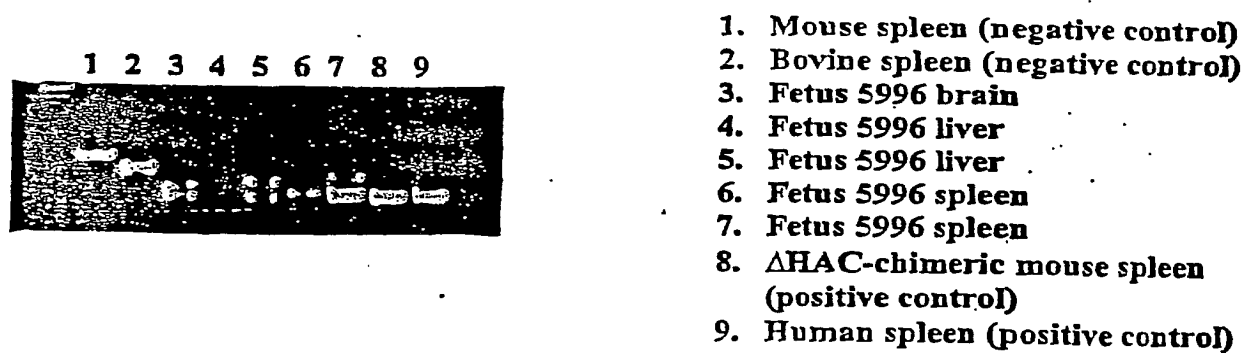 1 2 3 4 5 6 7 8 9
1. Mouse spleen (negative control)
2. Bovine spleen (negative control)
3. Fetus 5996 brain
4. Fetus 5996 liver
5. Fetus 5996 liver
6. Fetus 5996 spleen
7. Fetus 5996 spleen
8. ΔHAC-chimeric mouse spleen
(positive control)
9. Human spleen (positive control)